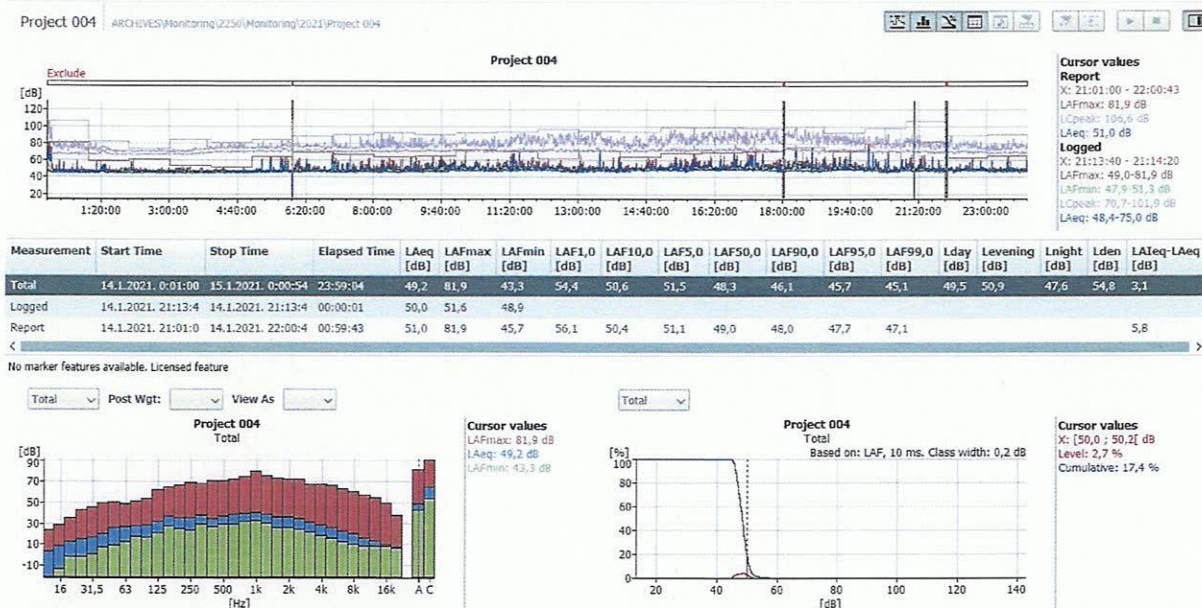 Project 004 ARCHIVES\Monitoring\2250\Monitoring\2021\Project 004
Project 004
Exclude
[dB]
120
100
80
60
40
20
1:20:00 3:00:00 4:40:00 6:20:00 8:00:00 9:40:00 11:20:00 13:00:00 14:40:00 16:20:00 18:00:00 19:40:00 21:20:00 23:00:00
Cursor values
Report
X: 21:01:00 - 22:00:43
LAFmax: 81,9 dB
LCpeak: 106,6 dB
LAeq: 51,0 dB
Logged
X: 21:13:40 - 21:14:20
LAFmax: 49,0-81,9 dB
LAFmin: 47,9-51,3 dB
LCpeak: 70,7-101,9 dB
LAeq: 48,4-75,0 dB
Measurement Start Time Stop Time Elapsed Time LAeq [dB] LAFmax [dB] LAFmin [dB] LAF1,0 [dB] LAF10,0 [dB] LAF5,0 [dB] LAF50,0 [dB] LAF90,0 [dB] LAF95,0 [dB] LAF99,0 [dB] Lday [dB] Levening [dB] Lnight [dB] Lden [dB] LAIeq-LAeq [dB]
Total 14.1.2021. 0:01:00 15.1.2021. 0:00:54 23:59:04 49,2 81,9 43,3 54,4 50,6 51,5 48,3 46,1 45,7 45,1 49,5 50,9 47,6 54,8 3,1
Logged 14.1.2021. 21:13:4 14.1.2021. 21:13:4 00:00:01 50,0 51,6 48,9
Report 14.1.2021. 21:01:0 14.1.2021. 22:00:4 00:59:43 51,0 81,9 45,7 56,1 50,4 51,1 49,0 48,0 47,7 47,1 5,8
No marker features available. Licensed feature
Total Post Wgt: View As
Project 004
Total
[dB]
90
70
50
30
10
-10
16 31,5 63 125 250 500 1k 2k 4k 8k 16k A C
[Hz]
Cursor values
LAFmax: 81,9 dB
LAeq: 49,2 dB
LAFmin: 43,3 dB
Total
Project 004
Total
Based on: LAF, 10 ms. Class width: 0,2 dB
[%]
100
80
60
40
20
0
20 40 60 80 100 120 140
[dB]
Cursor values
X: [50,0 ; 50,2[ dB
Level: 2,7 %
Cumulative: 17,4 %